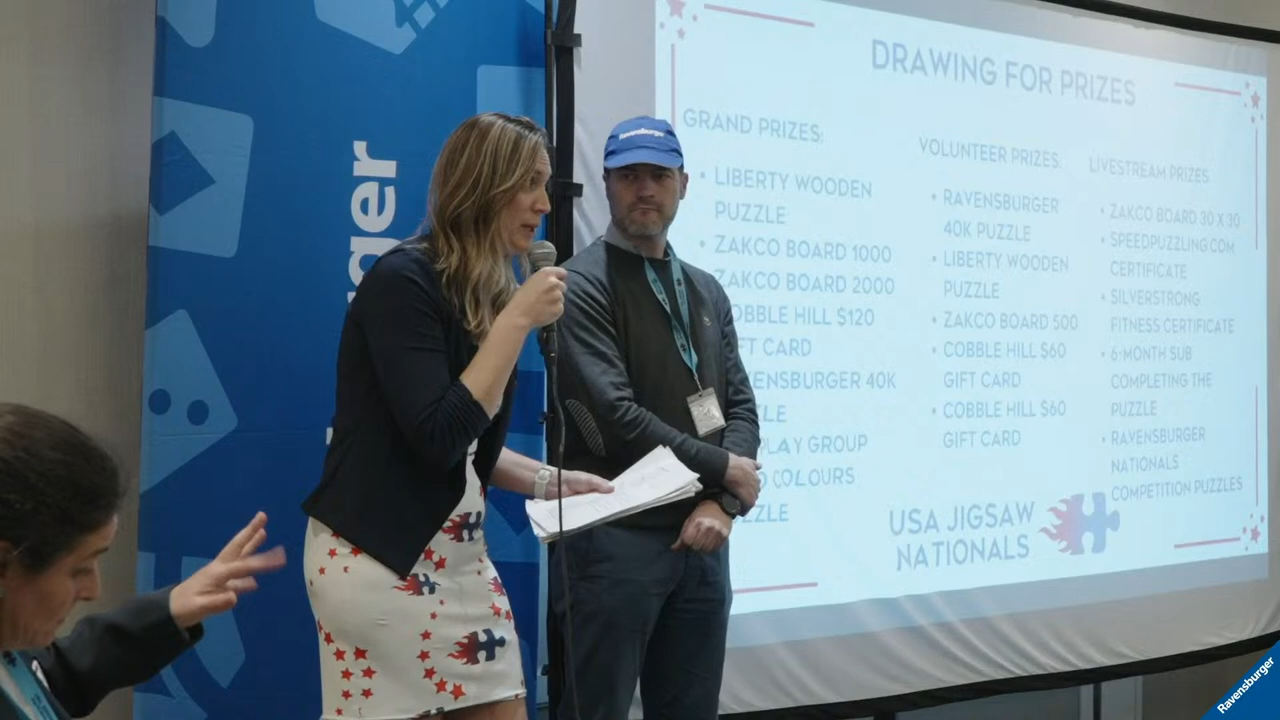 DRAWING FOR PRIZES
GRAND PRIZES:
• LIBERTY WOODEN
PUZZLE
• ZAKCO BOARD 1000
ZAKCO BOARD 2000
OBBLE HILL $120
FT CARD
ENSBURGER 40K
LE
PLAY GROUP
COLOURS
ZZLE
VOLUNTEER PRIZES:
• RAVENSBURGER
40K PUZZLE
• LIBERTY WOODEN
PUZZLE
• ZAKCO BOARD 500
• COBBLE HILL $60
GIFT CARD
• COBBLE HILL $60
GIFT CARD
LIVESTREAM PRIZES
• ZAKCO BOARD 30 X 30
• SPEEDPUZZLING.COM
CERTIFICATE
• SILVERSTRONG
FITNESS CERTIFICATE
• 6-MONTH SUB
COMPLETING THE
PUZZLE
• RAVENSBURGER
NATIONALS
COMPETITION PUZZLES
USA JIGSAW
NATIONALS
Ravensburger
ger
Ravensburger